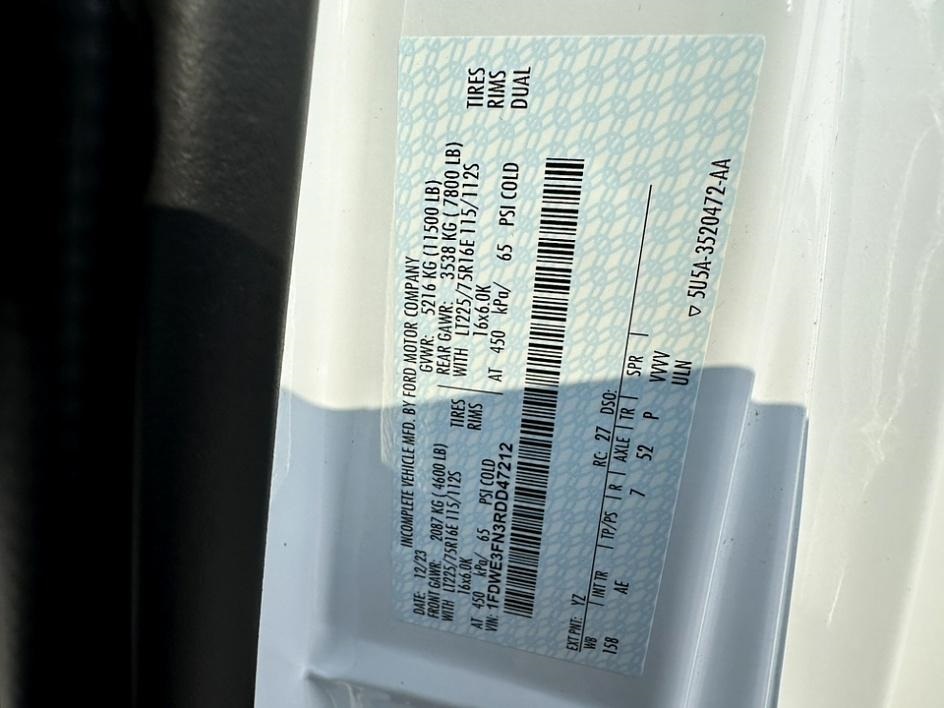 INCOMPLETE VEHICLE MFD. BY FORD MOTOR COMPANY
DATE: 12/23 GVWR: 5216 KG (11500 LB)
FRONT GAWR: 2087 KG ( 4600 LB) REAR GAWR: 3538 KG ( 7800 LB)
WITH LT225/75R16E 115/112S TIRES WITH LT225/75R16E 115/112S TIRES
16x6.0K RIMS 16x6.0K RIMS
AT 450 kPa/ 65 PSI COLD AT 450 kPa/ 65 PSI COLD DUAL
VIN: 1FDWE3FN3RDD47212
EXT PNT: YZ RC: 27 DSO:
WB INT TR TP/PS R AXLE TR SPR
158 AE 7 52 P VVVV
ULN
▽ 5U5A-3520472-AA